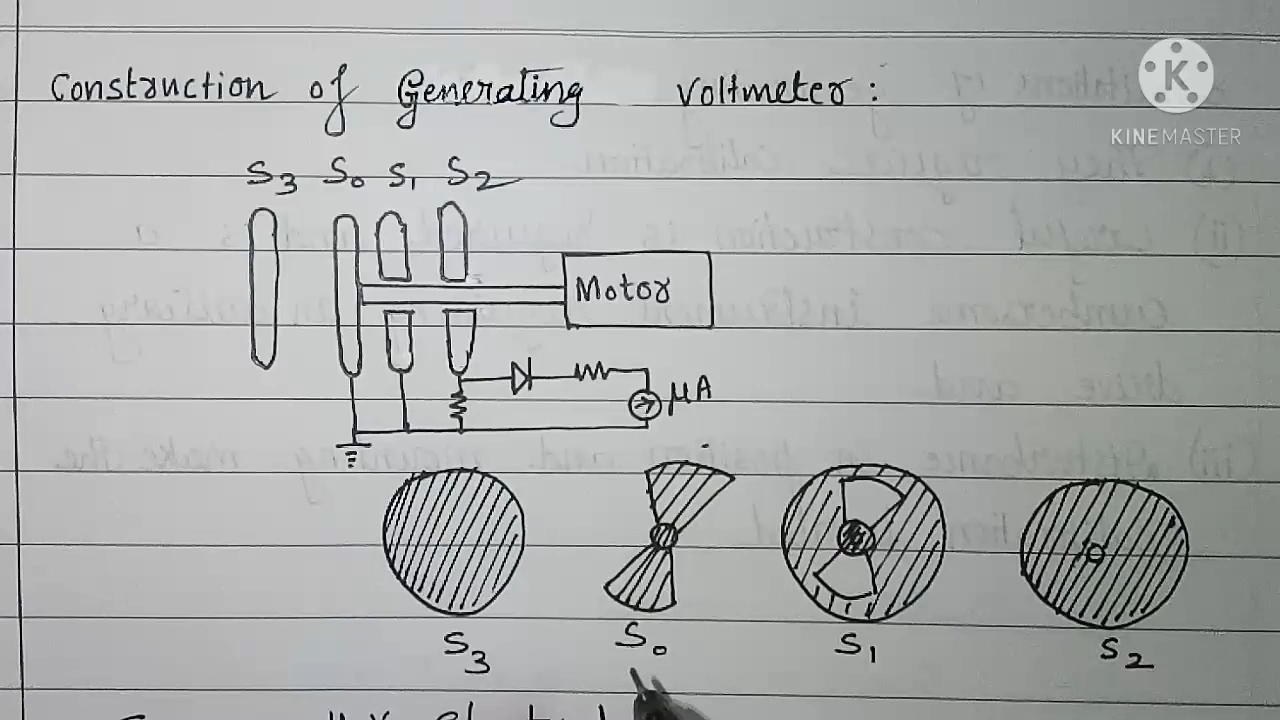 Construction of Generating Voltmeter:
K
KINEMASTER
S3 S0 S1 S2
Motor
μA
S3
S0
S1
S2